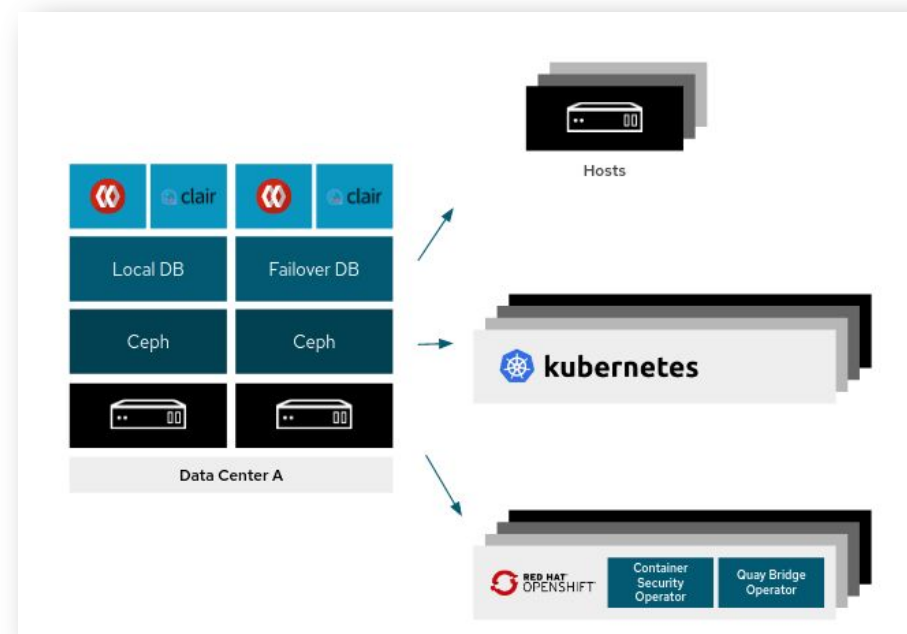 Hosts
clair
clair
Local DB
Failover DB
Ceph
Ceph
kubernetes
Data Center A
RED HAT
OPENSHIFT
Container
Security
Operator
Quay Bridge
Operator